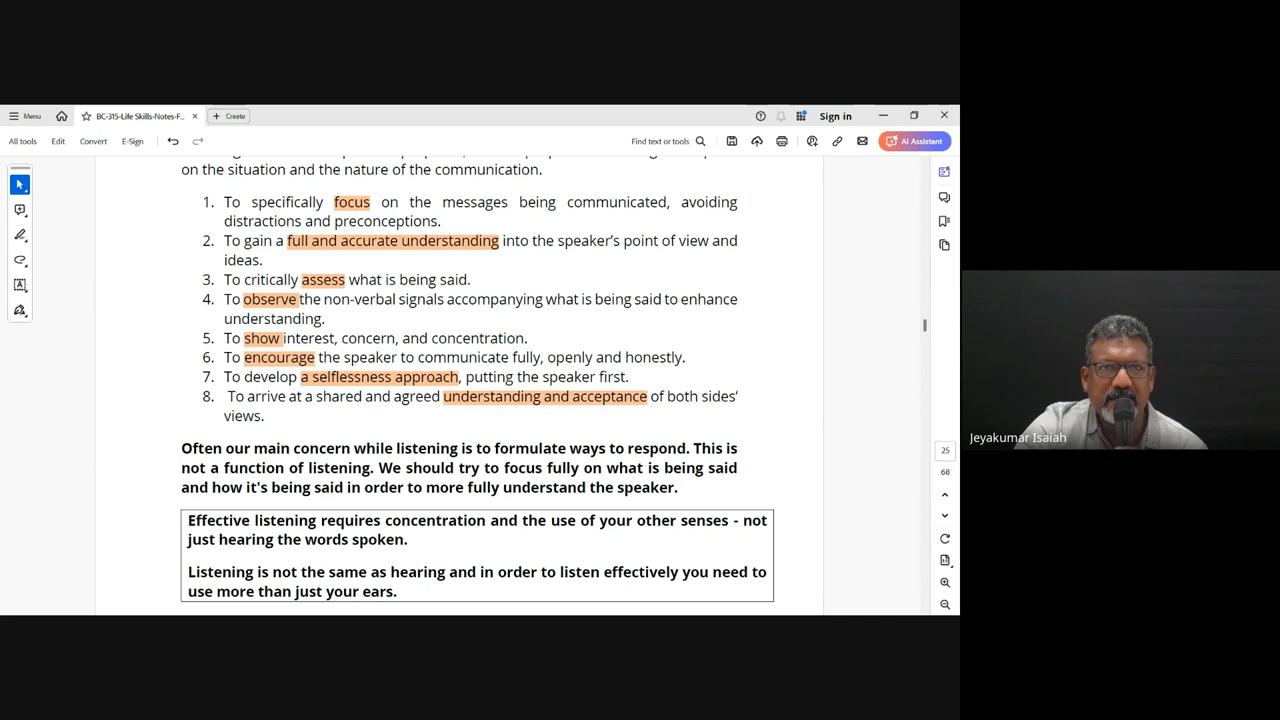 Menu
BC-315-Life Skills-Notes-F...
Create
Sign in
All tools Edit Convert E-Sign
Find text or tools
AI Assistant
on the situation and the nature of the communication.
1. To specifically focus on the messages being communicated, avoiding
distractions and preconceptions.
2. To gain a full and accurate understanding into the speaker's point of view and
ideas.
3. To critically assess what is being said.
4. To observe the non-verbal signals accompanying what is being said to enhance
understanding.
5. To show interest, concern, and concentration.
6. To encourage the speaker to communicate fully, openly and honestly.
7. To develop a selflessness approach, putting the speaker first.
8. To arrive at a shared and agreed understanding and acceptance of both sides'
views.
Often our main concern while listening is to formulate ways to respond. This is
not a function of listening. We should try to focus fully on what is being said
and how it's being said in order to more fully understand the speaker.
Effective listening requires concentration and the use of your other senses - not
just hearing the words spoken.
Listening is not the same as hearing and in order to listen effectively you need to
use more than just your ears.
25
68
Jeyakumar Isaiah